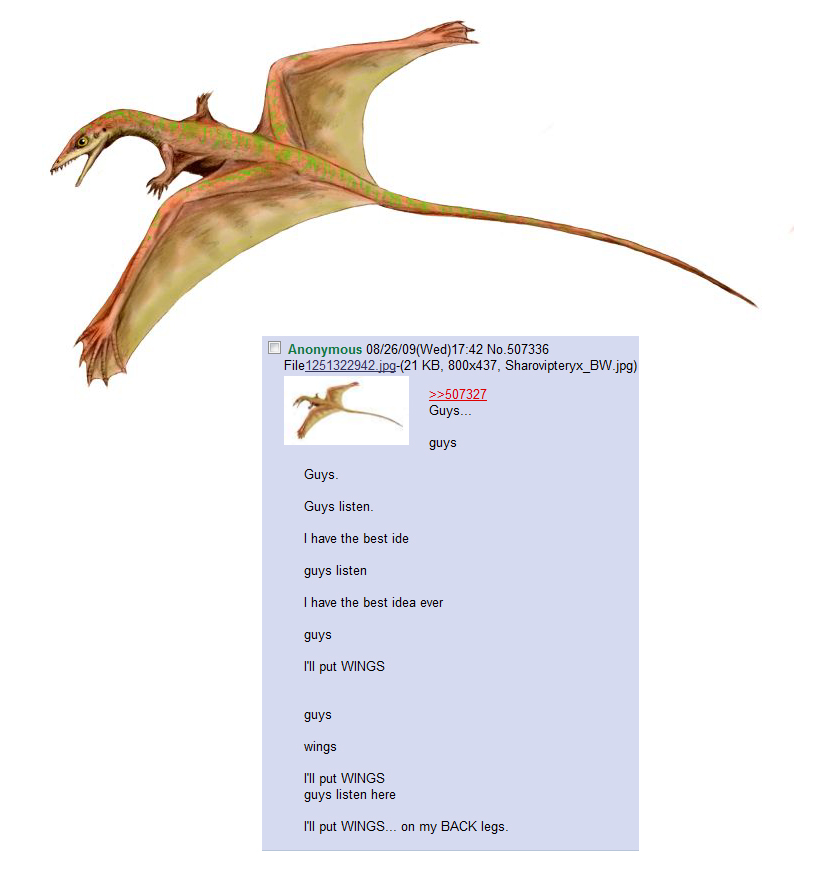 Anonymous 08/26/09(Wed)17:42 No.507336
File1251322942.jpg-(21 KB, 800x437, Sharovipteryx_BW.jpg)
>>507327
Guys...
guys
Guys.
Guys listen.
I have the best ide
guys listen
I have the best idea ever
guys
I'll put WINGS
guys
wings
I'll put WINGS
guys listen here
I'll put WINGS... on my BACK legs.